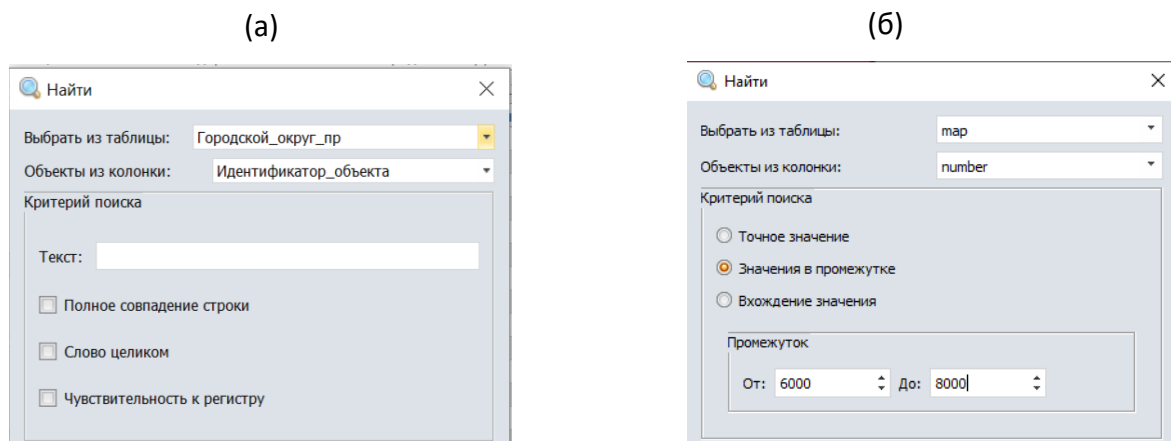 (а)
Найти
Выбрать из таблицы: Городской_округ_пр
Объекты из колонки: Идентификатор_объекта
Критерий поиска
Текст:
Полное совпадение строки
Слово целиком
Чувствительность к регистру
(б)
Найти
Выбрать из таблицы: map
Объекты из колонки: number
Критерий поиска
Точное значение
Значения в промежутке
Вхождение значения
Промежуток
От: 6000 До: 8000